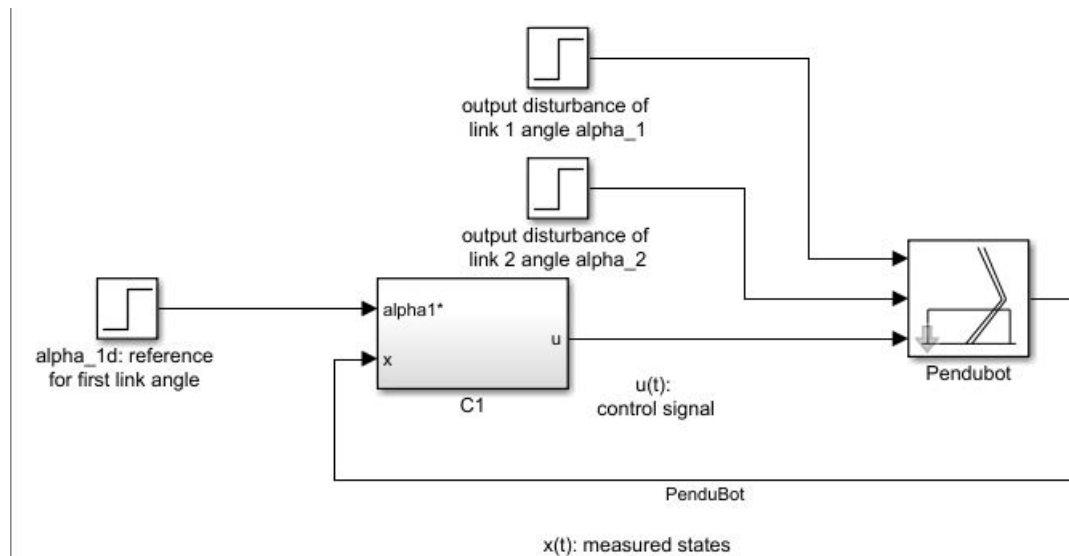 output disturbance of
link 1 angle alpha_1
output disturbance of
link 2 angle alpha_2
alpha1*
x
u
C1
alpha_1d: reference
for first link angle
Pendubot
u(t):
control signal
PenduBot
x(t): measured states